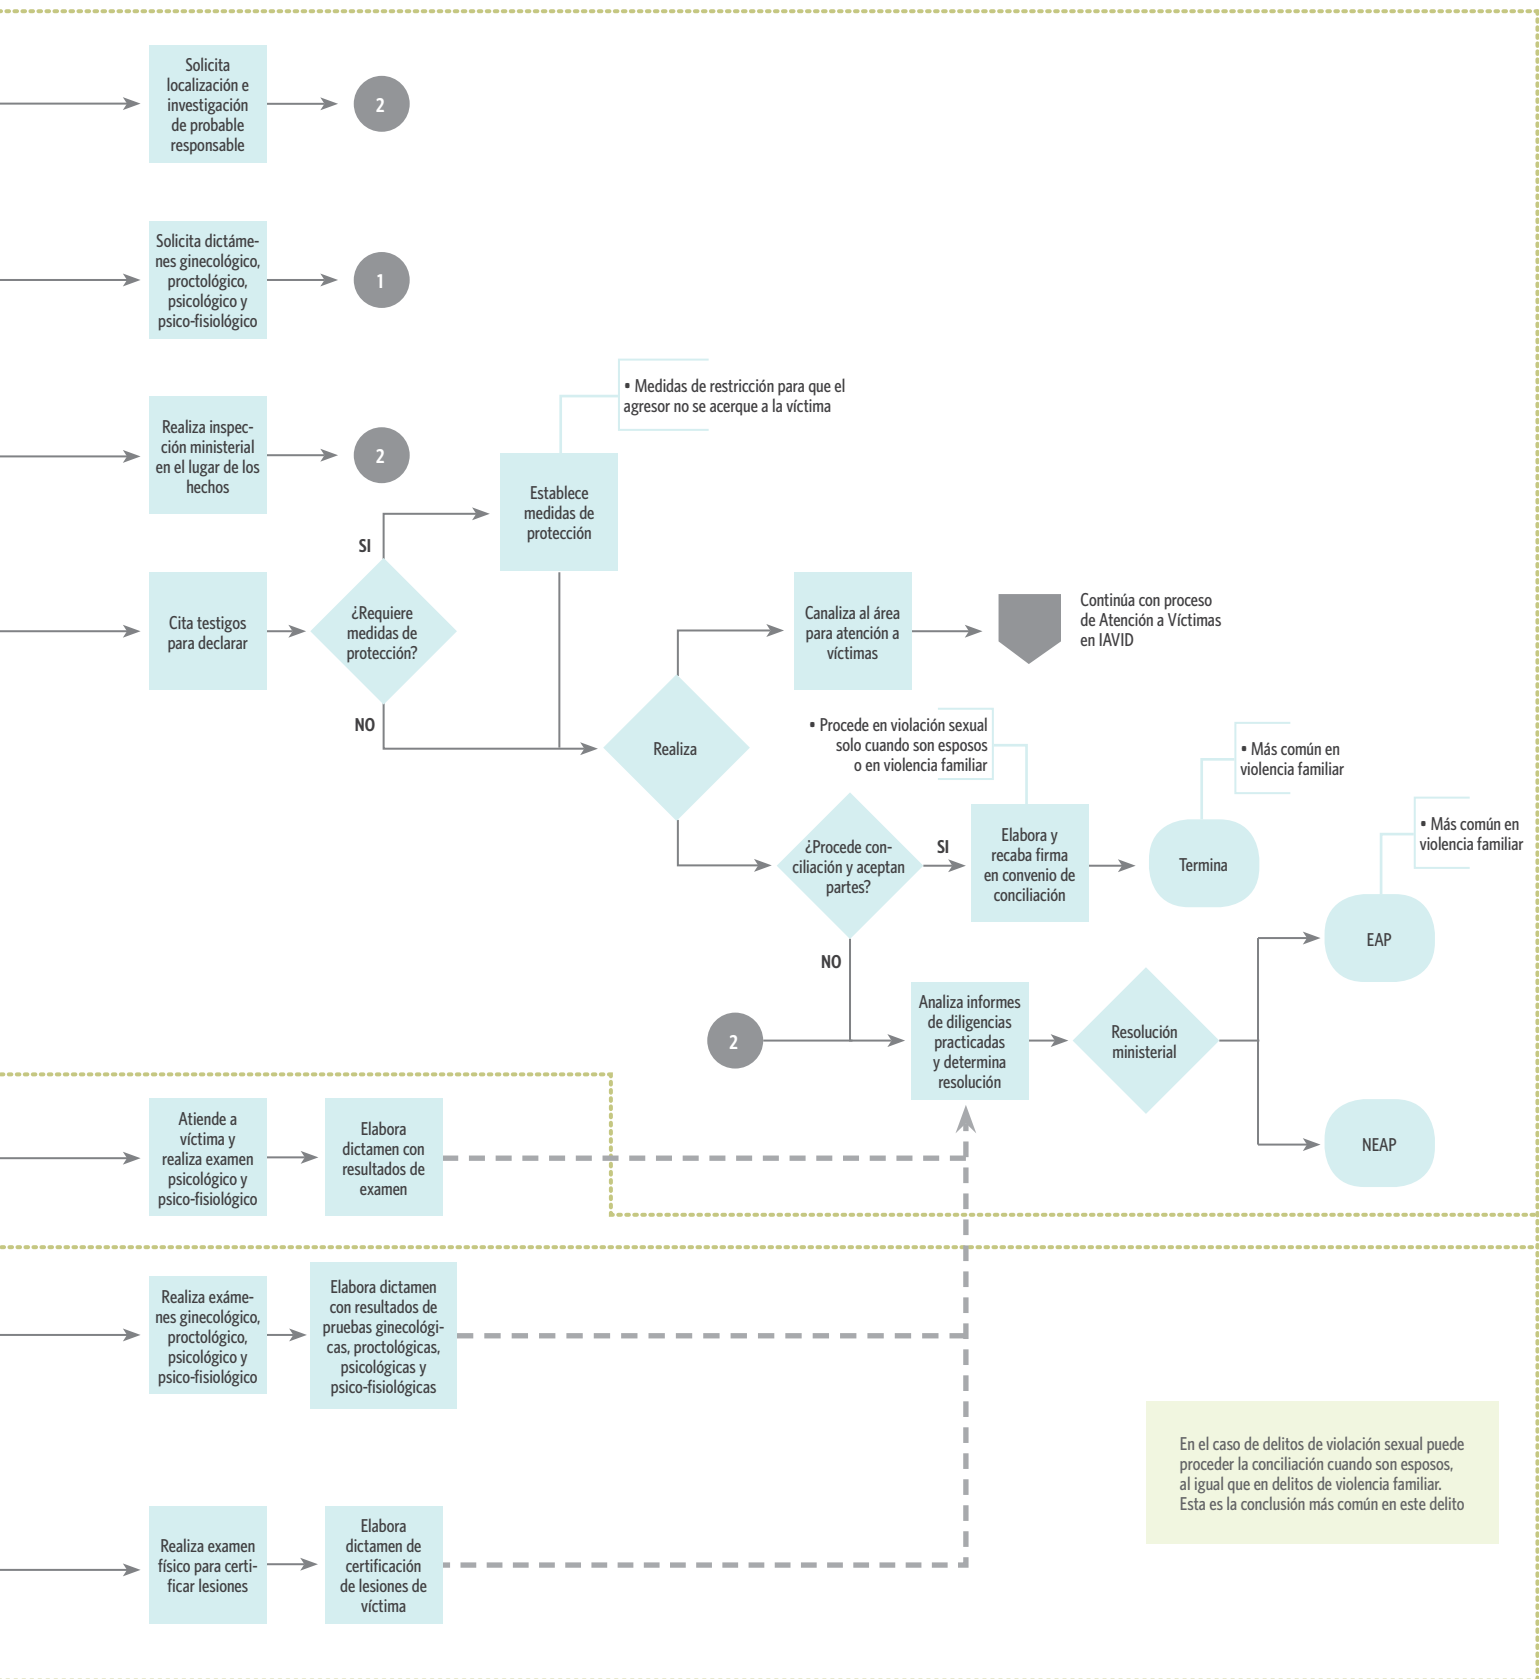 Solicita
localización e
investigación
de probable
responsable
2
Solicita dictáme-
nes ginecológico,
proctológico,
psicológico y
psico-fisiológico
1
• Medidas de restricción para que el
agresor no se acerque a la víctima
Realiza inspec-
ción ministerial
en el lugar de los
hechos
2
Establece
medidas de
protección
SI
Cita testigos
para declarar
¿Requiere
medidas de
protección?
NO
Canaliza al área
para atención a
víctimas
Continúa con proceso
de Atención a Víctimas
en IAVID
Realiza
• Procede en violación sexual
solo cuando son esposos
o en violencia familiar
• Más común en
violencia familiar
• Más común en
violencia familiar
¿Procede con-
ciliación y aceptan
partes?
SI
Elabora y
recaba firma
en convenio de
conciliación
Termina
NO
EAP
2
Analiza informes
de diligencias
practicadas
y determina
resolución
Resolución
ministerial
NEAP
Atiende a
víctima y
realiza examen
psicológico y
psico-fisiológico
Elabora
dictamen con
resultados de
examen
Realiza exáme-
nes ginecológico,
proctológico,
psicológico y
psico-fisiológico
Elabora dictamen
con resultados de
pruebas ginecológi-
cas, proctológicas,
psicológicas y
psico-fisiológicas
En el caso de delitos de violación sexual puede
proceder la conciliación cuando son esposos,
al igual que en delitos de violencia familiar.
Esta es la conclusión más común en este delito
Realiza examen
físico para certi-
ficar lesiones
Elabora
dictamen de
certificación
de lesiones de
víctima